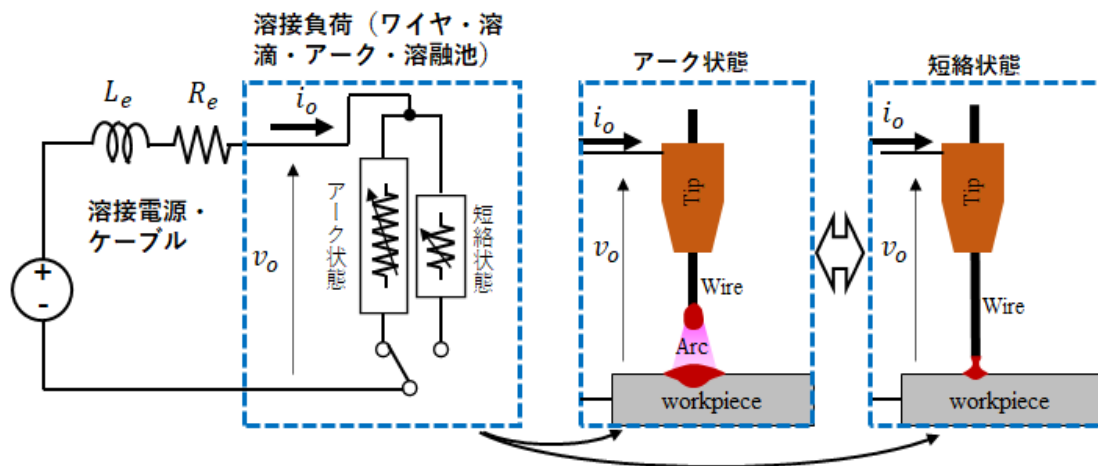 溶接負荷（ワイヤ・溶
滴・アーク・溶融池）
L_e
R_e
i_o
溶接電源・
ケーブル
v_o
+
-
アーク状態
短絡状態
アーク状態
i_o
Tip
v_o
Wire
Arc
workpiece
短絡状態
i_o
Tip
v_o
Wire
workpiece